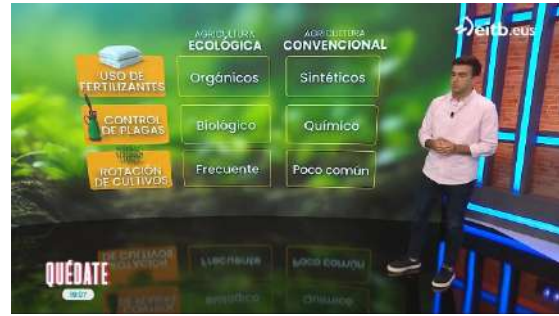 eitb.eus
AGRICULTURA
ECOLÓGICA
AGRICULTURA
CONVENCIONAL
USO DE
FERTILIZANTES
Orgánicos
Sintéticos
CONTROL
DE PLAGAS
Biológico
Químico
ROTACIÓN
DE CULTIVOS
Frecuente
Poco común
QUÉDATE
19:07